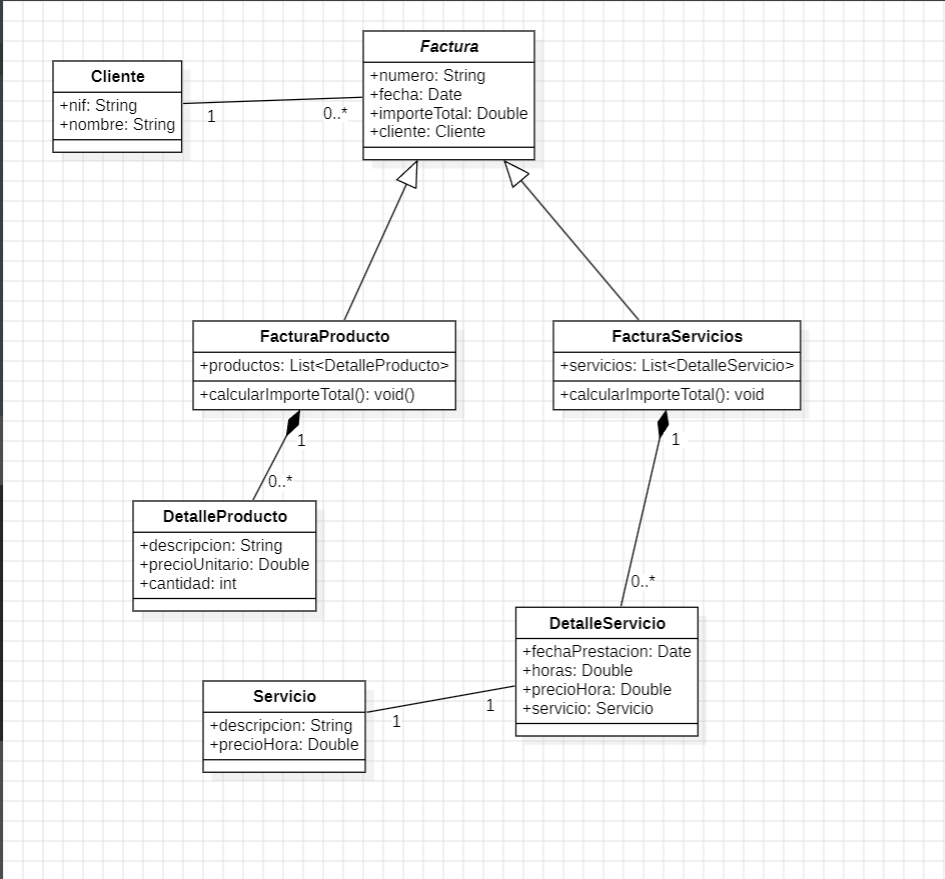 Factura
+numero: String
+fecha: Date
+importeTotal: Double
+cliente: Cliente
Cliente
+nif: String
+nombre: String
1
0..*
FacturaProducto
+productos: List<DetalleProducto>
+calcularImporteTotal(): void()
FacturaServicios
+servicios: List<DetalleServicio>
+calcularImporteTotal(): void
1
0..*
1
0..*
DetalleProducto
+descripcion: String
+precioUnitario: Double
+cantidad: int
DetalleServicio
+fechaPrestacion: Date
+horas: Double
+precioHora: Double
+servicio: Servicio
Servicio
+descripcion: String
+precioHora: Double
1
1